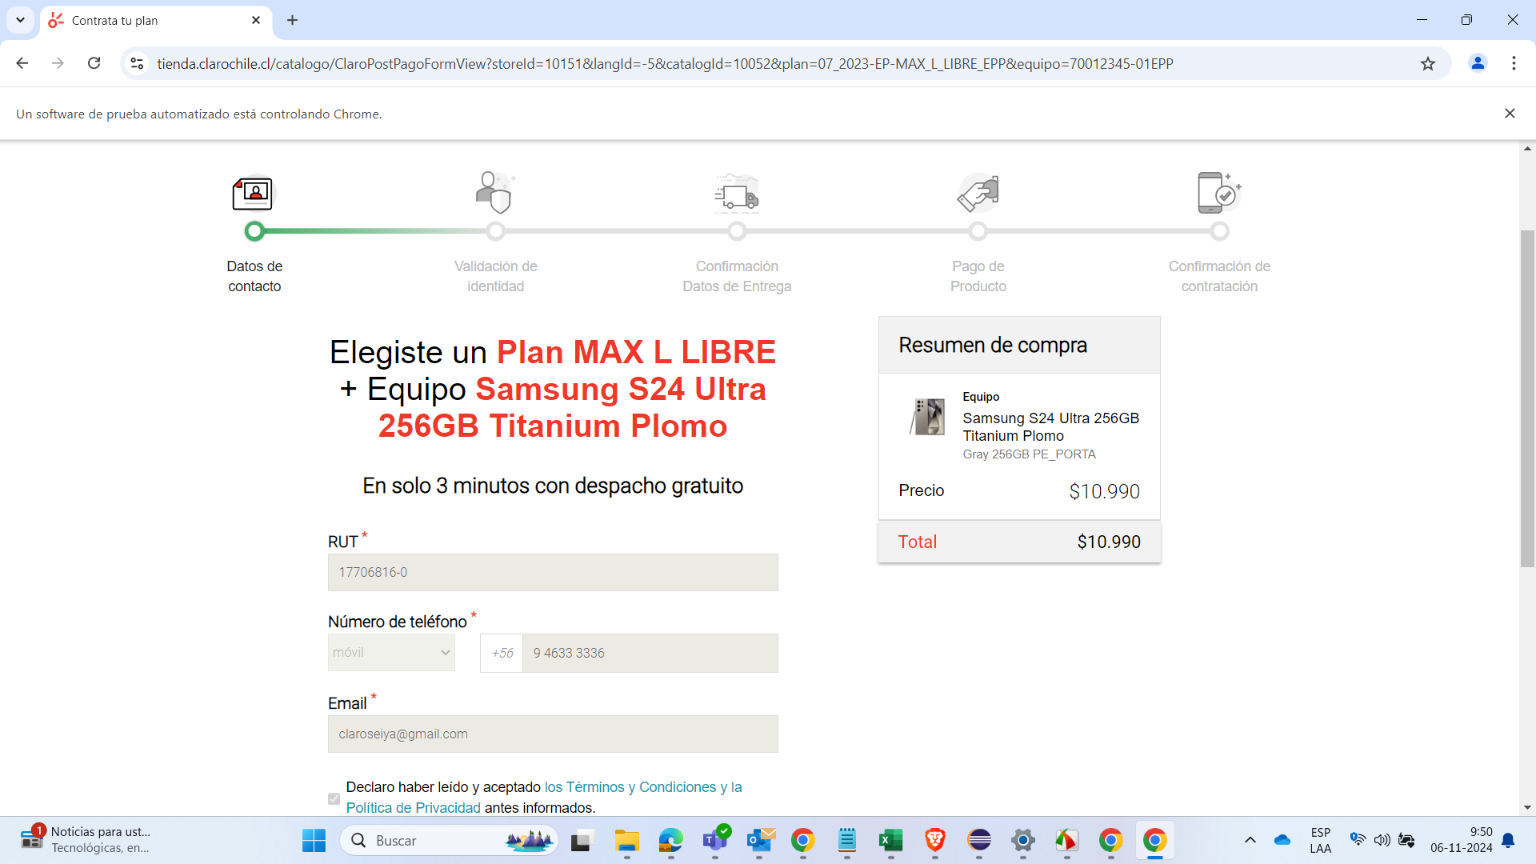 Contrata tu plan
tienda.clarochile.cl/catalogo/ClaroPostPagoFormView?storeId=10151&langId=-5&catalogId=10052&plan=07_2023-EP-MAX_L_LIBRE_EPP&equipo=70012345-01EPP
Un software de prueba automatizado está controlando Chrome.
Datos de
contacto
Validación de
identidad
Confirmación
Datos de Entrega
Pago de
Producto
Confirmación de
contratación
Elegiste un Plan MAX L LIBRE
+ Equipo Samsung S24 Ultra
256GB Titanium Plomo
En solo 3 minutos con despacho gratuito
RUT *
17706816-0
Número de teléfono *
móvil
+56
9 4633 3336
Email *
claroseiya@gmail.com
Declaro haber leído y aceptado los Términos y Condiciones y la
Política de Privacidad antes informados.
Resumen de compra
Equipo
Samsung S24 Ultra 256GB
Titanium Plomo
Gray 256GB PE_PORTA
Precio $10.990
Total $10.990
1
Noticias para ust...
Tecnológicas, en...
Buscar
ESP
LAA
9:50
06-11-2024